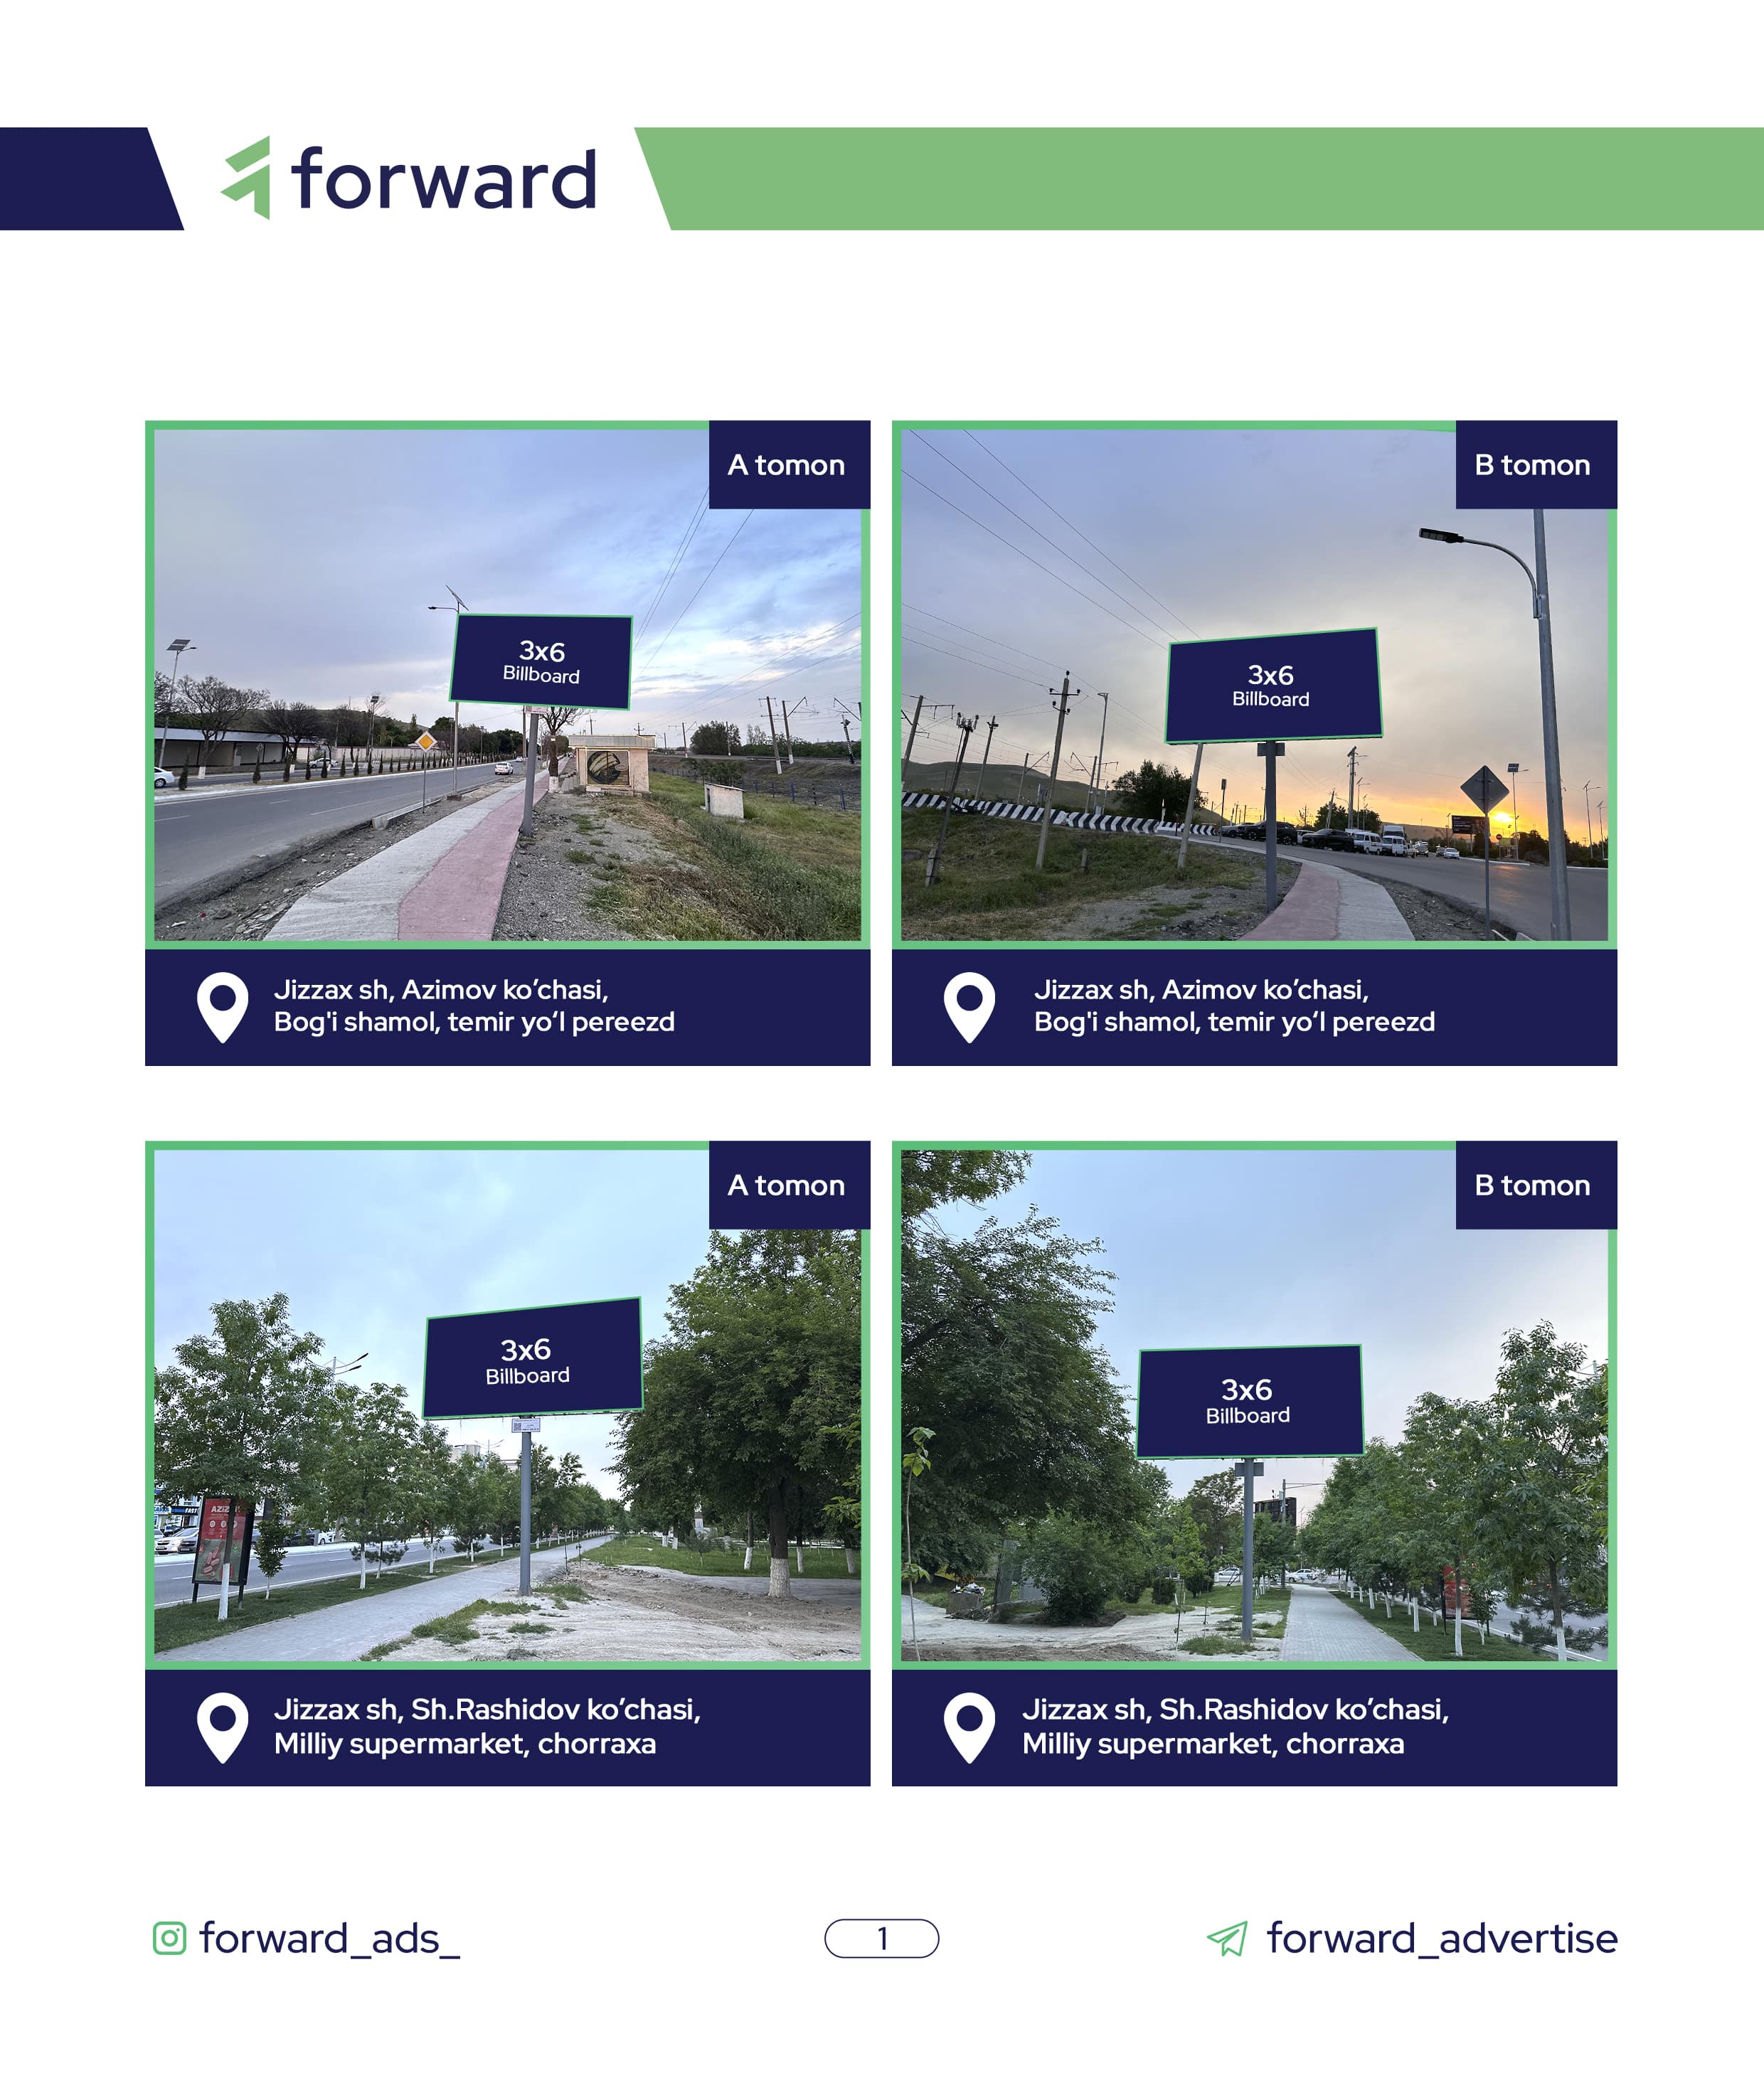 forward
A tomon
3x6
Billboard
Jizzax sh, Azimov ko‘chasi,
Bog'i shamol, temir yo‘l pereezd
B tomon
3x6
Billboard
Jizzax sh, Azimov ko‘chasi,
Bog'i shamol, temir yo‘l pereezd
A tomon
3x6
Billboard
AZIZ
Jizzax sh, Sh.Rashidov ko‘chasi,
Milliy supermarket, chorraxa
B tomon
3x6
Billboard
Jizzax sh, Sh.Rashidov ko‘chasi,
Milliy supermarket, chorraxa
forward_ads_
1
forward_advertise